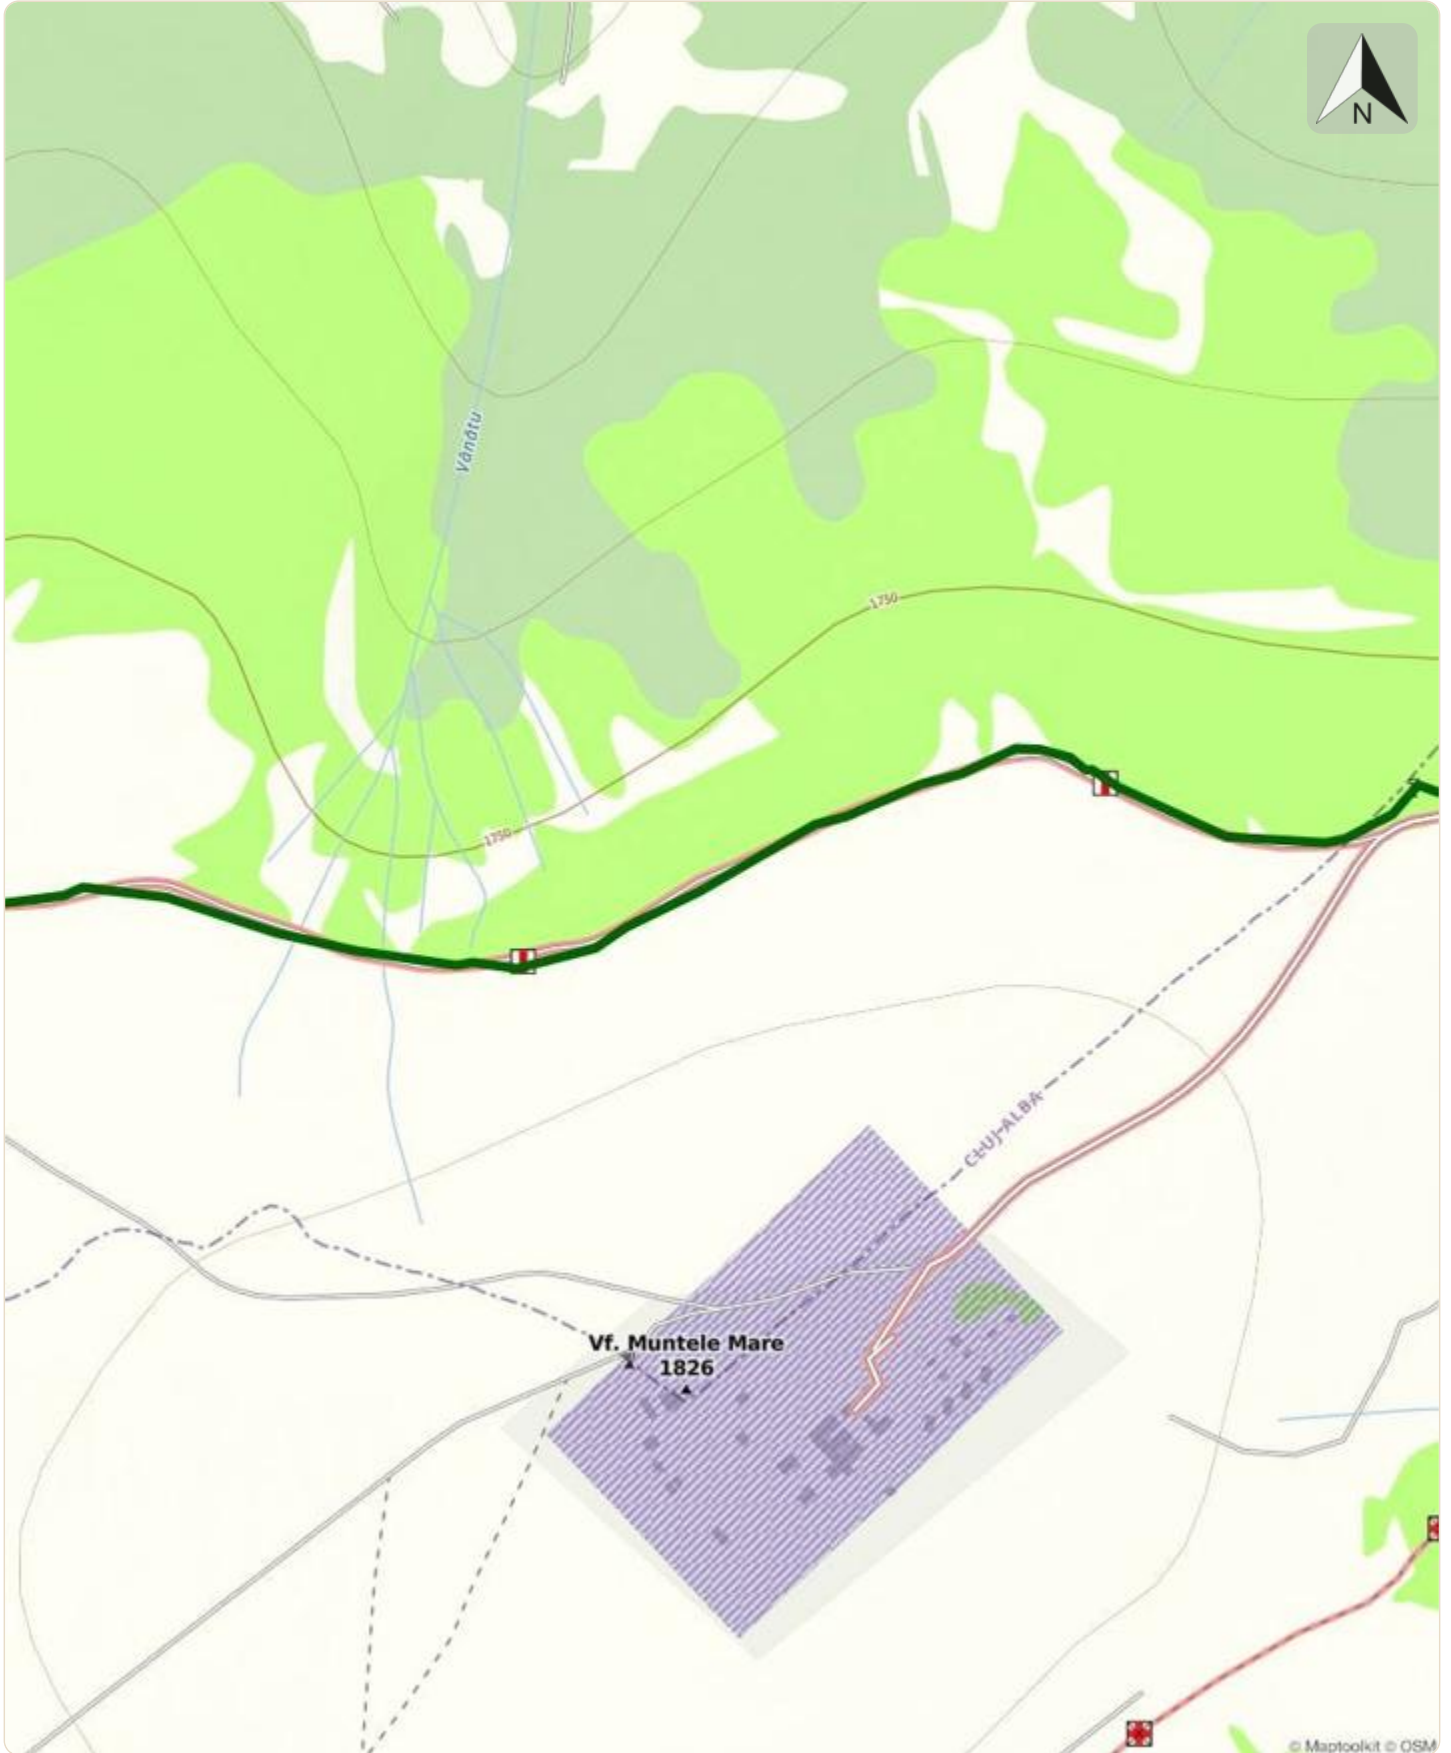 N
Vânătu
1750
1750
CLUJ-ALBA
Vf. Muntele Mare
1826
© Maptoolkit © OSM